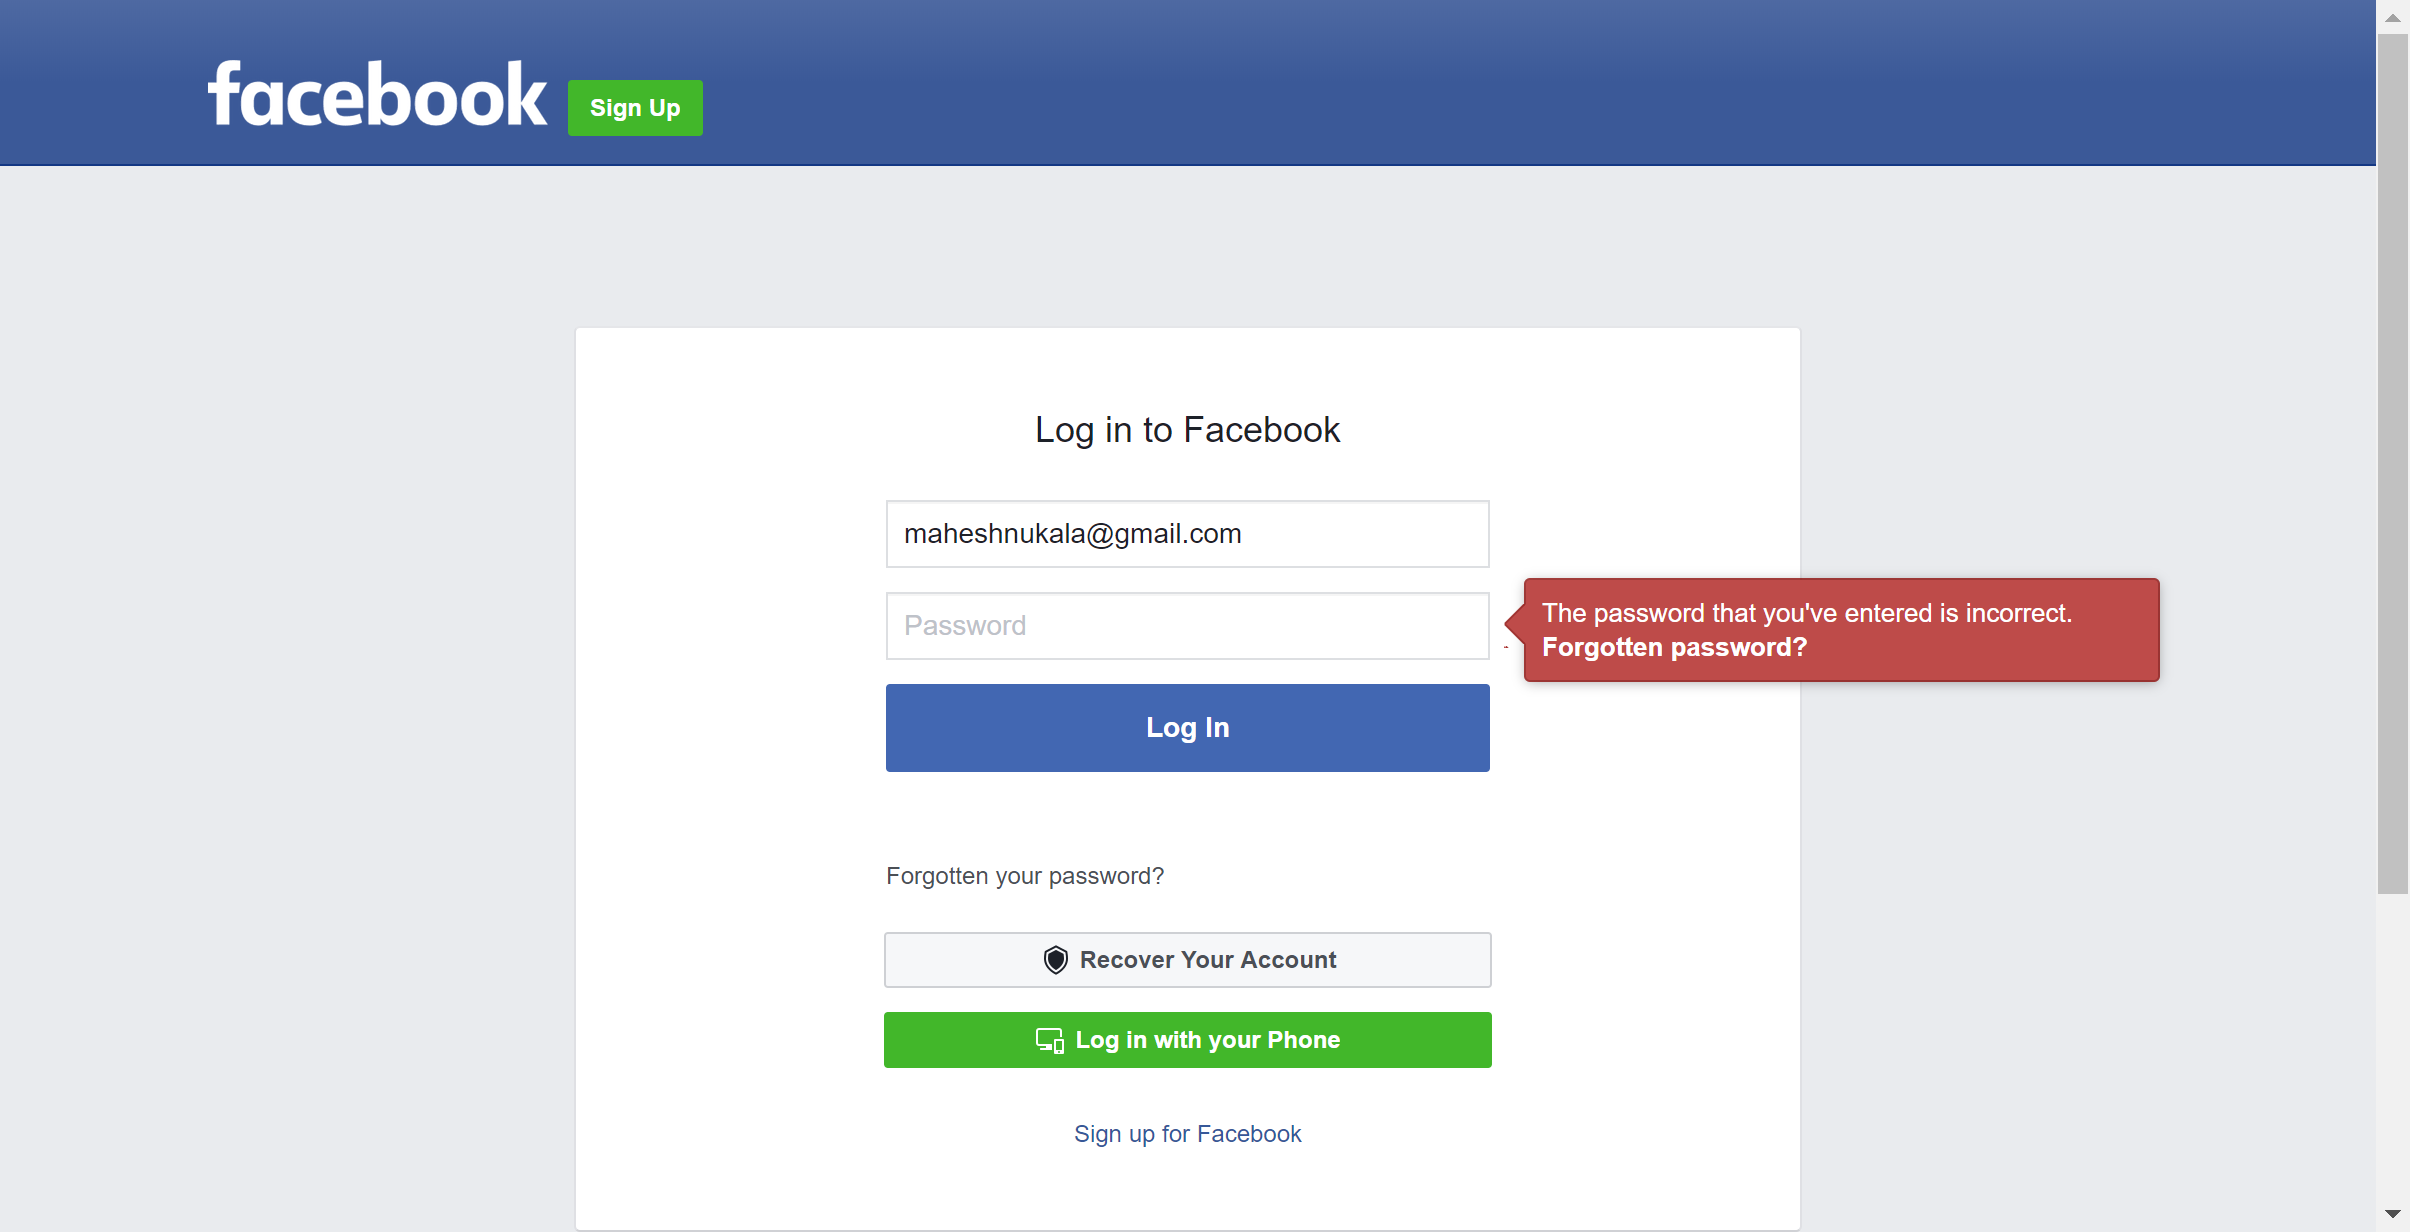 facebook
Sign Up
Log in to Facebook
maheshnukala@gmail.com
Password
The password that you've entered is incorrect.
Forgotten password?
Log In
Forgotten your password?
Recover Your Account
Log in with your Phone
Sign up for Facebook